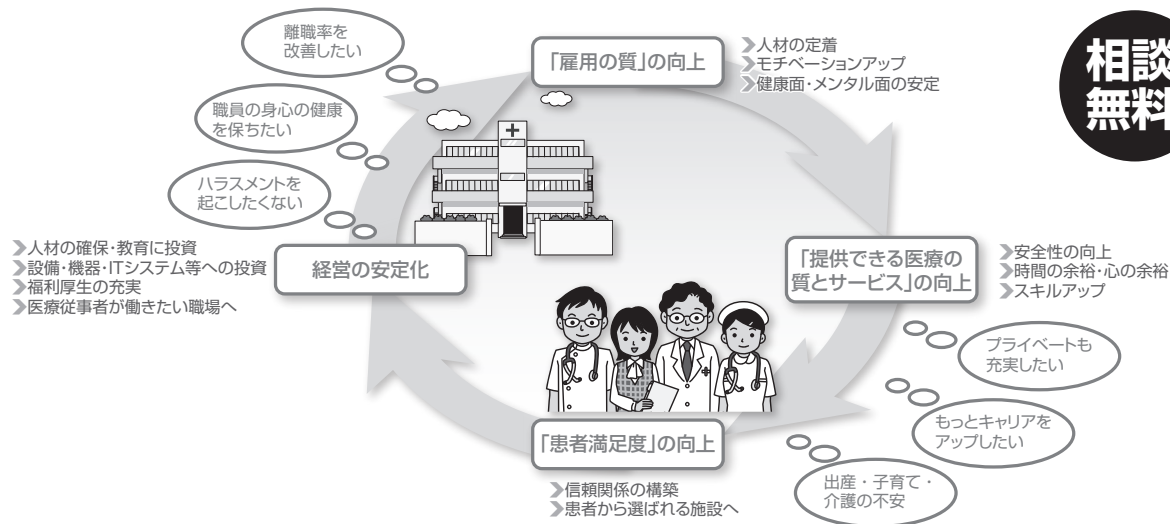 離職率を
改善したい
職員の身心の健康
を保ちたい
ハラスメントを
起こしたくない
「雇用の質」の向上
人材の定着
モチベーションアップ
健康面・メンタル面の安定
相談
無料
人材の確保・教育に投資
設備・機器・ITシステム等への投資
福利厚生の充実
医療従事者が働きたい職場へ
経営の安定化
「提供できる医療の
質とサービス」の向上
安全性の向上
時間の余裕・心の余裕
スキルアップ
プライベートも
充実したい
もっとキャリアを
アップしたい
出産・子育て・
介護の不安
「患者満足度」の向上
信頼関係の構築
患者から選ばれる施設へ